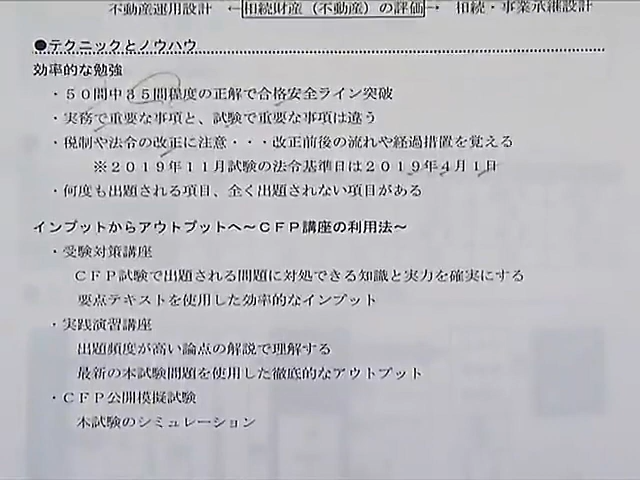 不動産運用設計 ←相続財産（不動産）の評価→ 相続・事業承継設計
●テクニックとノウハウ
効率的な勉強
・５０問中３５問程度の正解で合格安全ライン突破
・実務で重要な事項と、試験で重要な事項は違う
・税制や法令の改正に注意・・・改正前後の流れや経過措置を覚える
※２０１９年１１月試験の法令基準日は２０１９年４月１日
・何度も出題される項目、全く出題されない項目がある
インプットからアウトプットへ～ＣＦＰ講座の利用法～
・受験対策講座
ＣＦＰ試験で出題される問題に対処できる知識と実力を確実にする
要点テキストを使用した効率的なインプット
・実践演習講座
出題頻度が高い論点の解説で理解する
最新の本試験問題を使用した徹底的なアウトプット
・ＣＦＰ公開模擬試験
本試験のシミュレーション